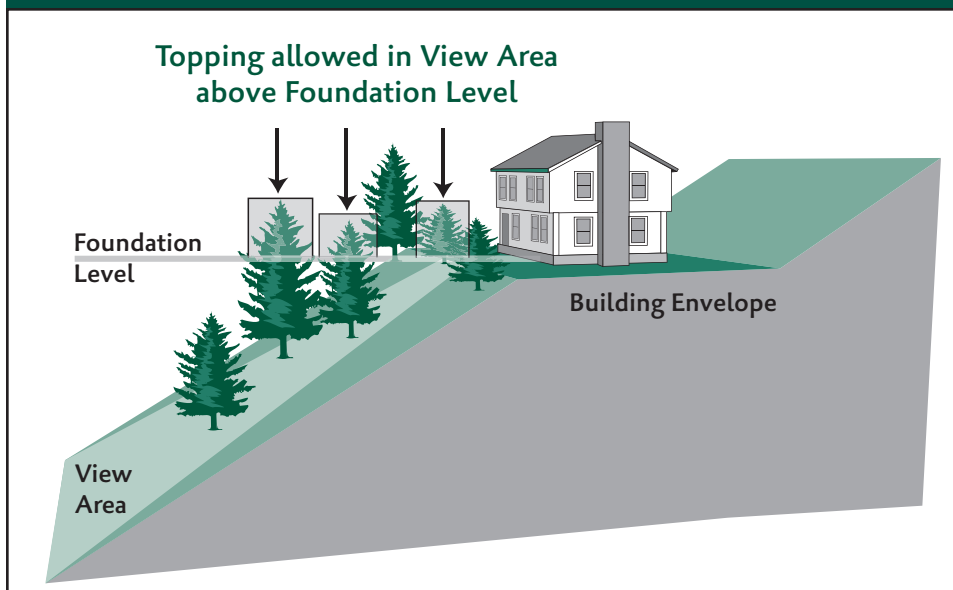 Topping allowed in View Area
above Foundation Level
Foundation
Level
Building Envelope
View
Area